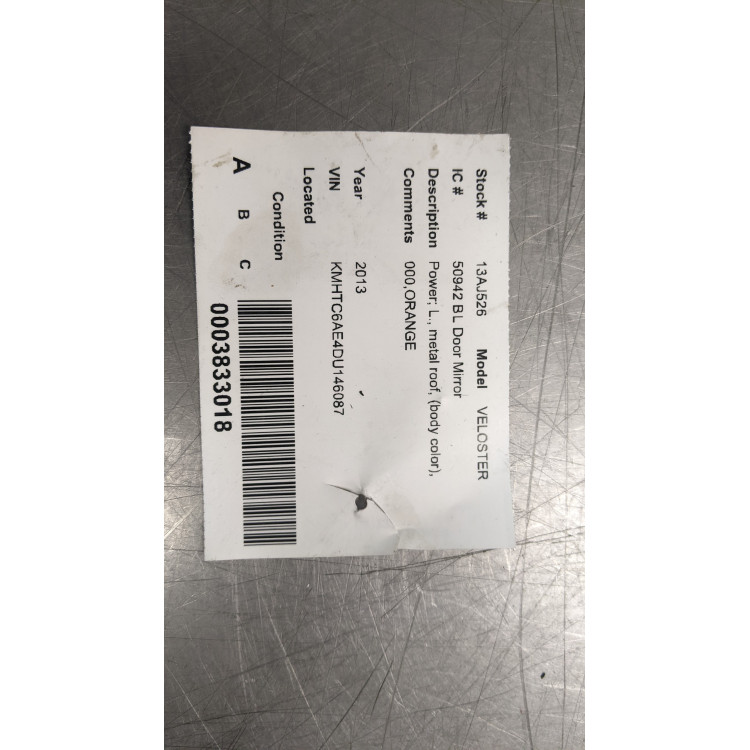 Stock # 13AJ526 Model VELOSTER
IC # 50942 BL Door Mirror
Description Power; L., metal roof, (body color),
Comments 000,ORANGE
Year 2013
VIN KMHTC6AE4DU146087
Located
Condition
A B C
0003833018